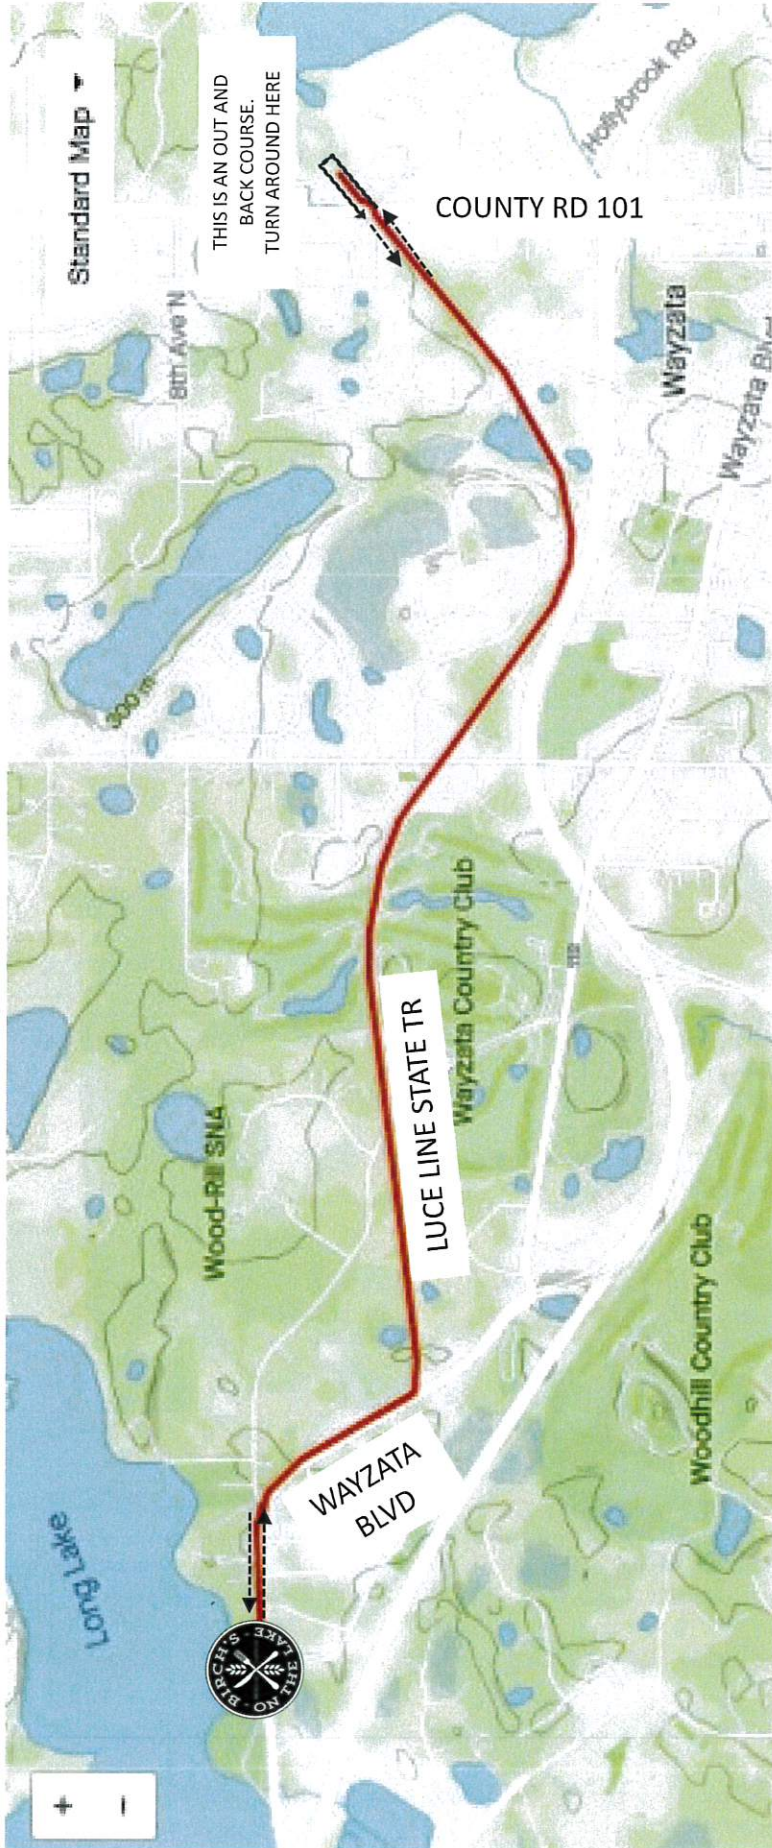 Standard Map
THIS IS AN OUT AND
BACK COURSE.
TURN AROUND HERE
Hollybrook Rd
COUNTY RD 101
8th Ave N
Wayzata
Wayzata Blvd
300 m
Wayzata Country Club
112
LUCE LINE STATE TR
Wood-Rill SNA
Woodhill Country Club
WAYZATA
BLVD
Long Lake
BIRCH'S
ON THE LAKE
+
−